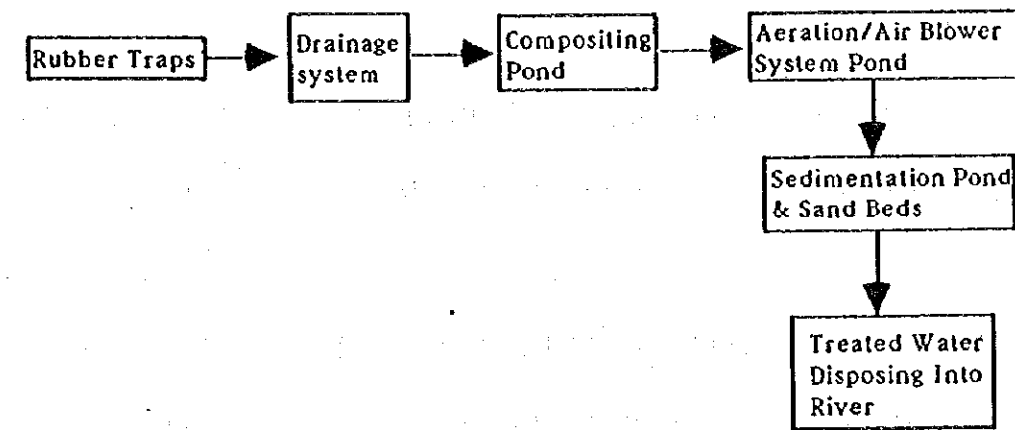 Rubber Traps
Drainage
system
Compositing
Pond
Aeration/Air Blower
System Pond
Sedimentation Pond
& Sand Beds
Treated Water
Disposing Into
River